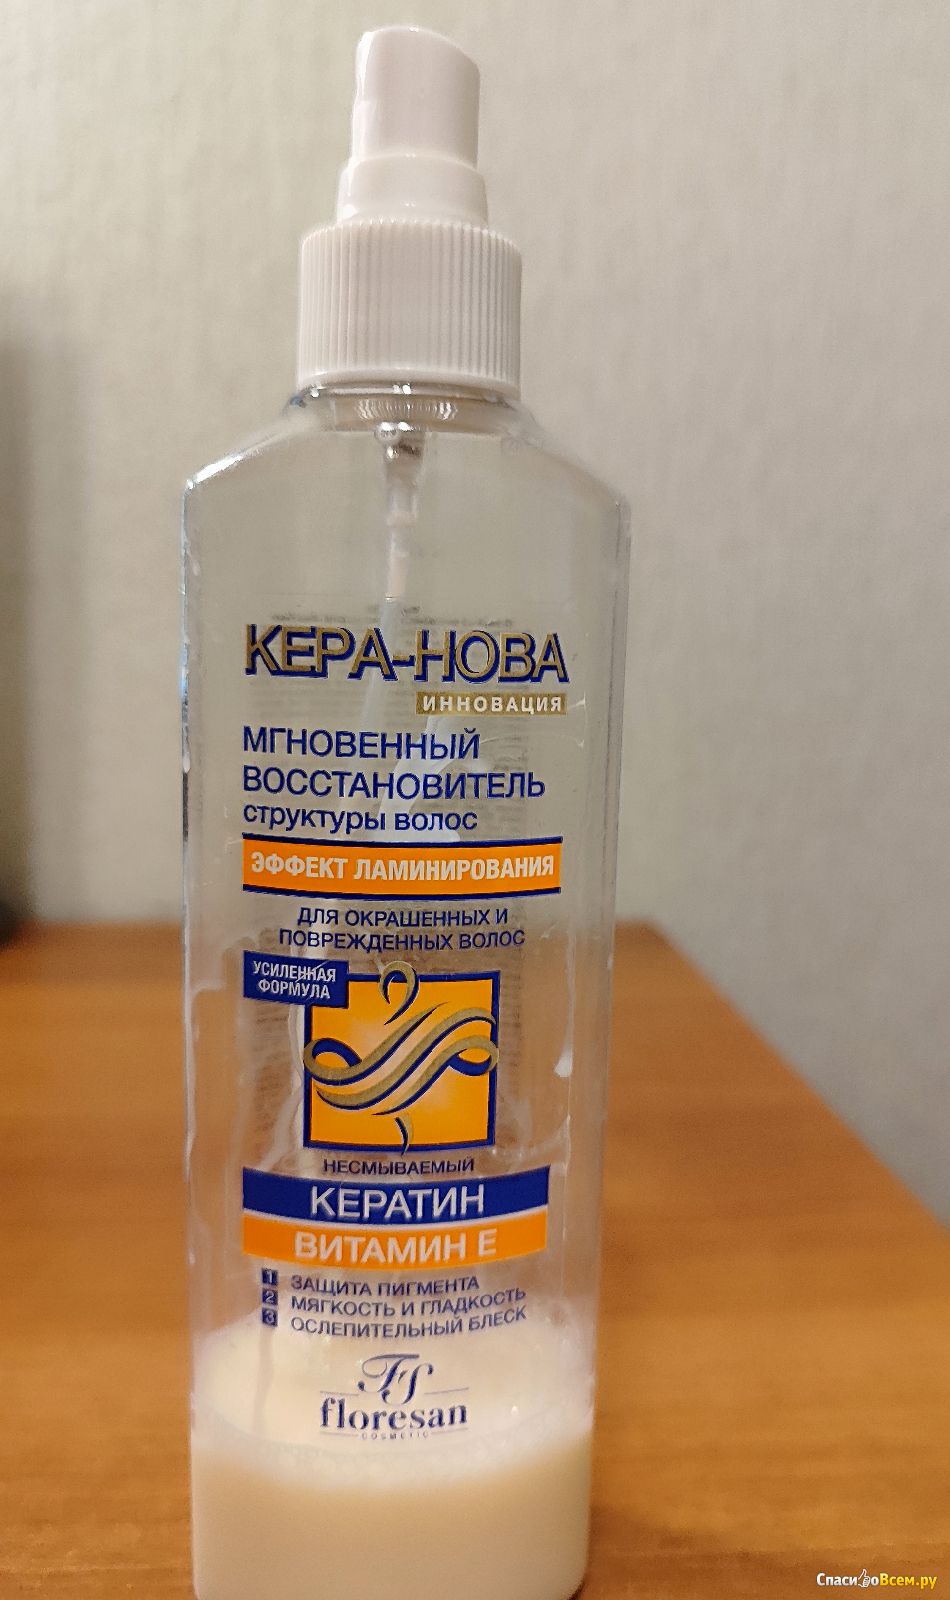 КЕРА-НОВА
ИННОВАЦИЯ
МГНОВЕННЫЙ
ВОССТАНОВИТЕЛЬ
структуры волос
ЭФФЕКТ ЛАМИНИРОВАНИЯ
ДЛЯ ОКРАШЕННЫХ И
ПОВРЕЖДЕННЫХ ВОЛОС
УСИЛЕННАЯ
ФОРМУЛА
НЕСМЫВАЕМЫЙ
КЕРАТИН
ВИТАМИН Е
1 ЗАЩИТА ПИГМЕНТА
2 МЯГКОСТЬ И ГЛАДКОСТЬ
3 ОСЛЕПИТЕЛЬНЫЙ БЛЕСК
floresan
COSMETIC
СпасибоВсем.ру